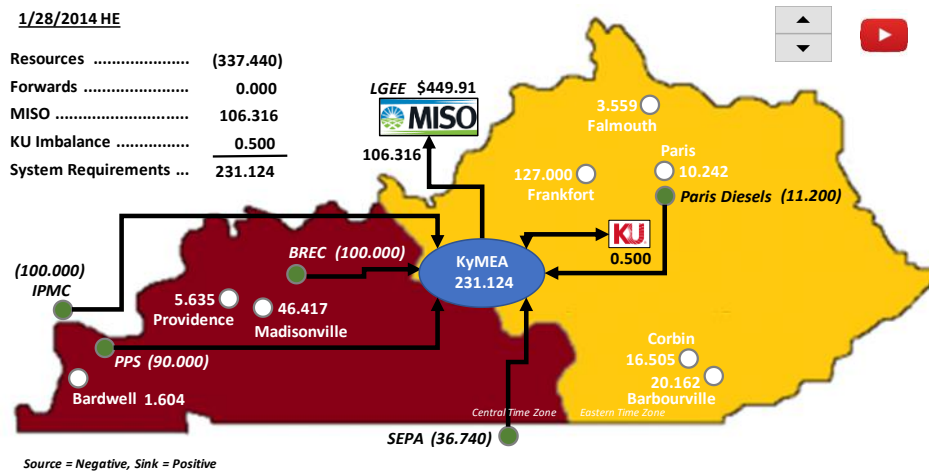 1/28/2014 HE
Resources ..................... (337.440)
Forwards ....................... 0.000
MISO .............................. 106.316
KU Imbalance ............... 0.500
System Requirements ... 231.124
LGEE $449.91
MISO
106.316
3.559
Falmouth
Paris
10.242
127.000
Frankfort
Paris Diesels (11.200)
KU
0.500
KyMEA
231.124
BREC (100.000)
(100.000)
IPMC
5.635
Providence
46.417
Madisonville
PPS (90.000)
Bardwell 1.604
Corbin
16.505
20.162
Barbourville
Central Time Zone Eastern Time Zone
SEPA (36.740)
Source = Negative, Sink = Positive